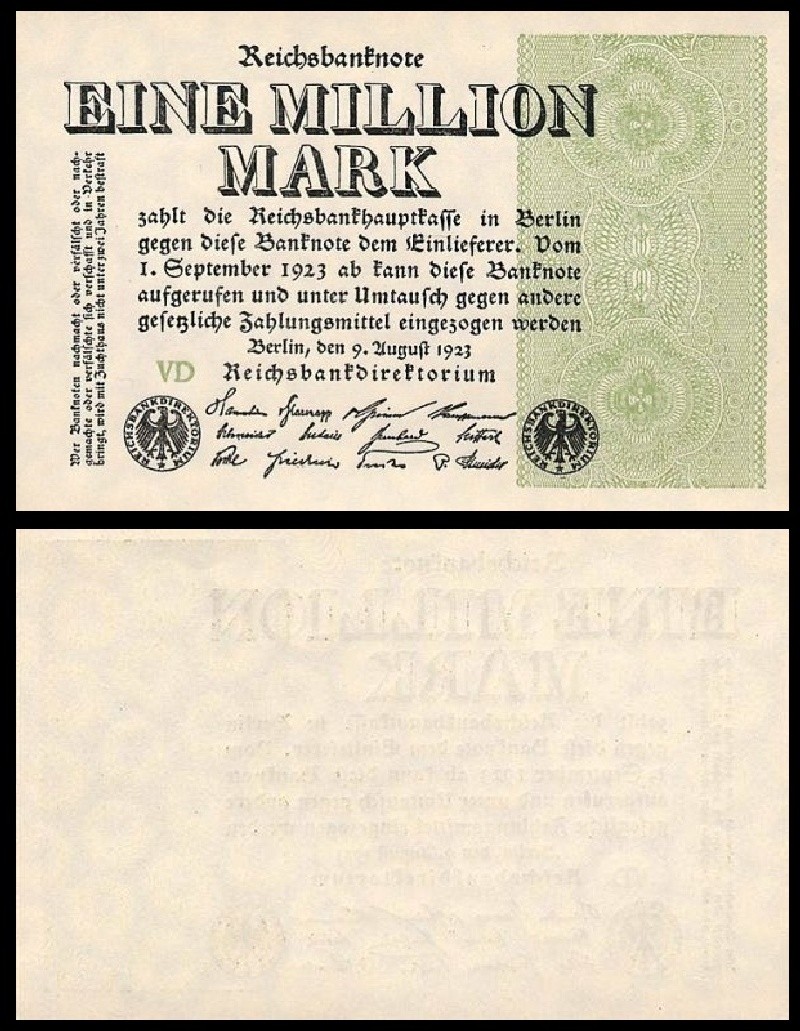 Reichsbanknote
EINE MILLION
MARK
zahlt die Reichsbankhauptkasse in Berlin
gegen diese Banknote dem Einlieferer. Vom
1. September 1923 ab kann diese Banknote
aufgerufen und unter Umtausch gegen andere
gesetzliche Zahlungsmittel eingezogen werden
Berlin, den 9. August 1923
VD Reichsbankdirektorium
REICHSBANKDIREKTORIUM
REICHSBANKDIREKTORIUM
Wer Banknoten nachmacht oder verfälscht oder nach-
gemachte oder verfälschte sich verschafft und in Verkehr
bringt, wird mit Zuchthaus nicht unter zwei Jahren bestraft